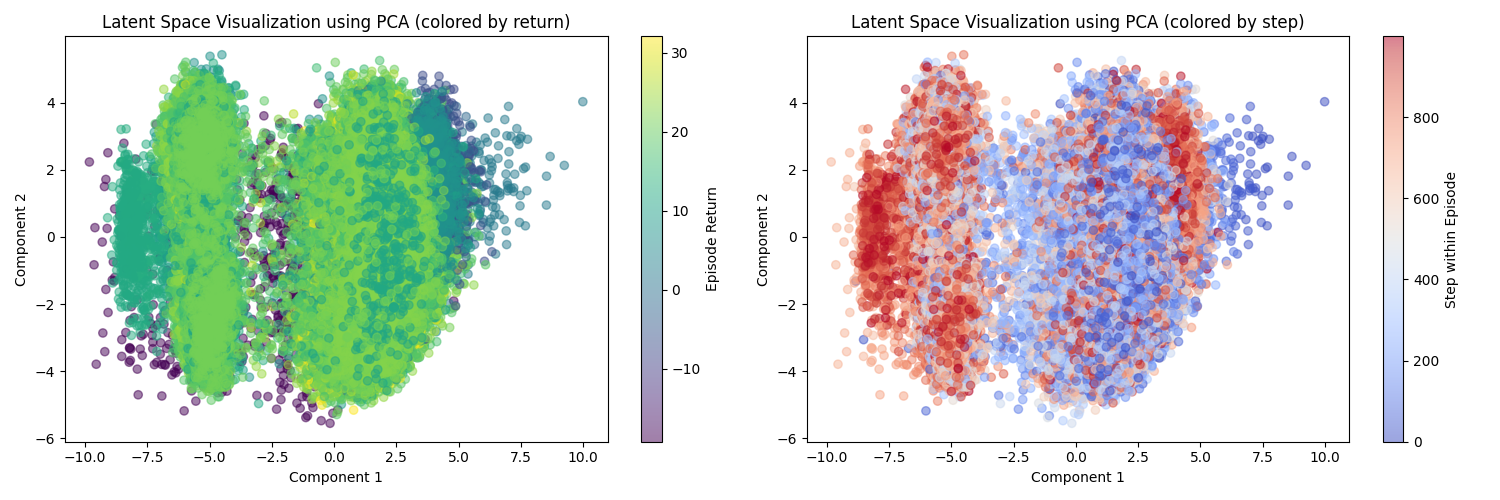 Latent Space Visualization using PCA (colored by return)
Component 2
4
2
0
−2
−4
−6
−10.0 −7.5 −5.0 −2.5 0.0 2.5 5.0 7.5 10.0
Component 1
30
20
10
0
−10
Episode Return
Latent Space Visualization using PCA (colored by step)
Component 2
4
2
0
−2
−4
−6
−10.0 −7.5 −5.0 −2.5 0.0 2.5 5.0 7.5 10.0
Component 1
800
600
400
200
0
Step within Episode